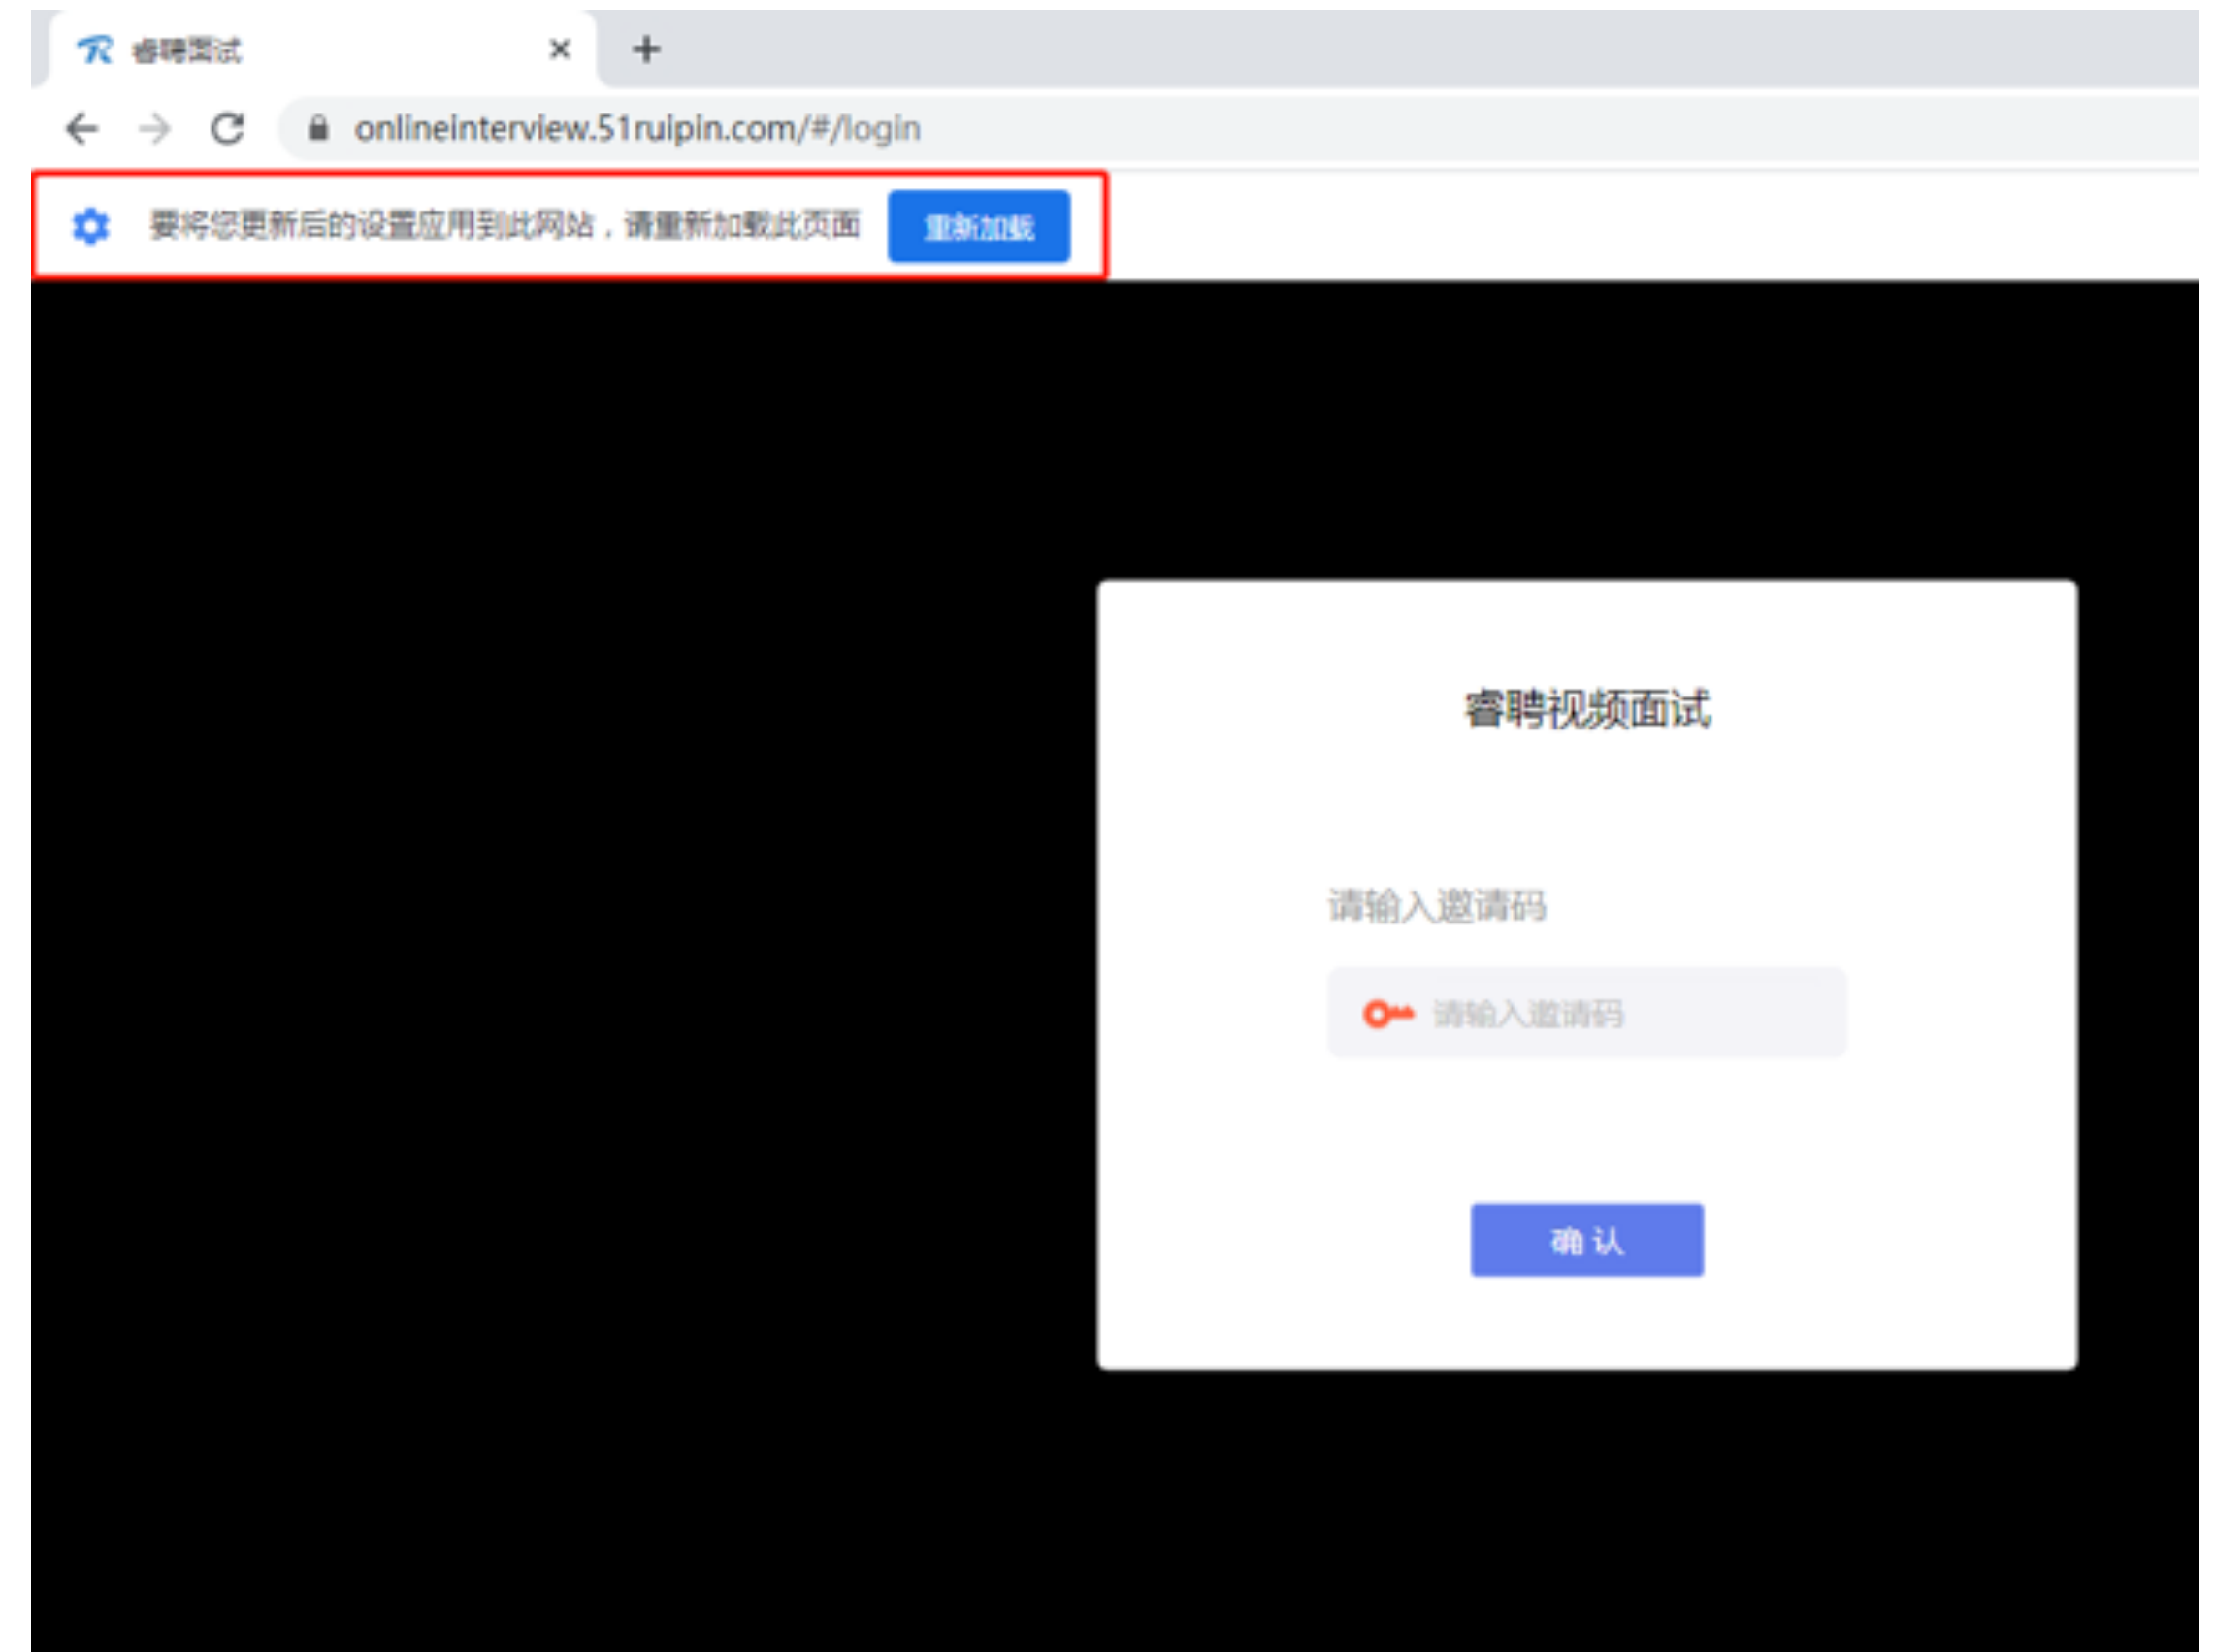 睿聘面试
onlineinterview.51ruipin.com/#/login
要将您更新后的设置应用到此网站，请重新加载此页面 重新加载
睿聘视频面试
请输入邀请码
请输入邀请码
确 认